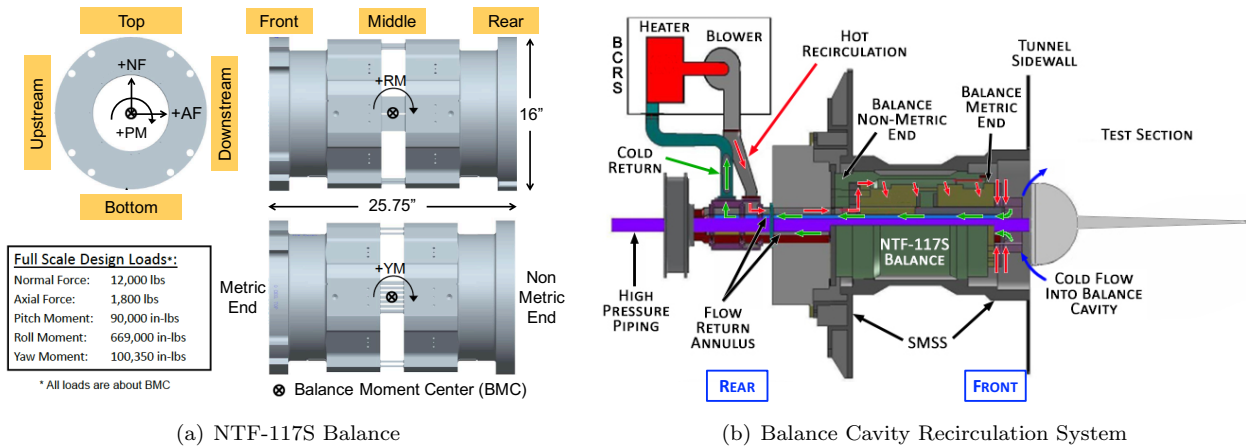 Front
Middle
Rear
Top
+NF
+AF
+PM
Upstream
Downstream
Bottom
+RM
16”
25.75”
Full Scale Design Loads*:
Normal Force: 12,000 lbs
Axial Force: 1,800 lbs
Pitch Moment: 90,000 in-lbs
Roll Moment: 669,000 in-lbs
Yaw Moment: 100,350 in-lbs
* All loads are about BMC
Metric
End
+YM
Non
Metric
End
Balance Moment Center (BMC)
(a) NTF-117S Balance
BCRS
HEATER
BLOWER
HOT
RECIRCULATION
TUNNEL
SIDEWALL
BALANCE
NON-METRIC
END
BALANCE
METRIC
END
TEST SECTION
COLD
RETURN
NTF-117S
BALANCE
HIGH
PRESSURE
PIPING
FLOW
RETURN
ANNULUS
SMSS
COLD FLOW
INTO BALANCE
CAVITY
REAR
FRONT
(b) Balance Cavity Recirculation System